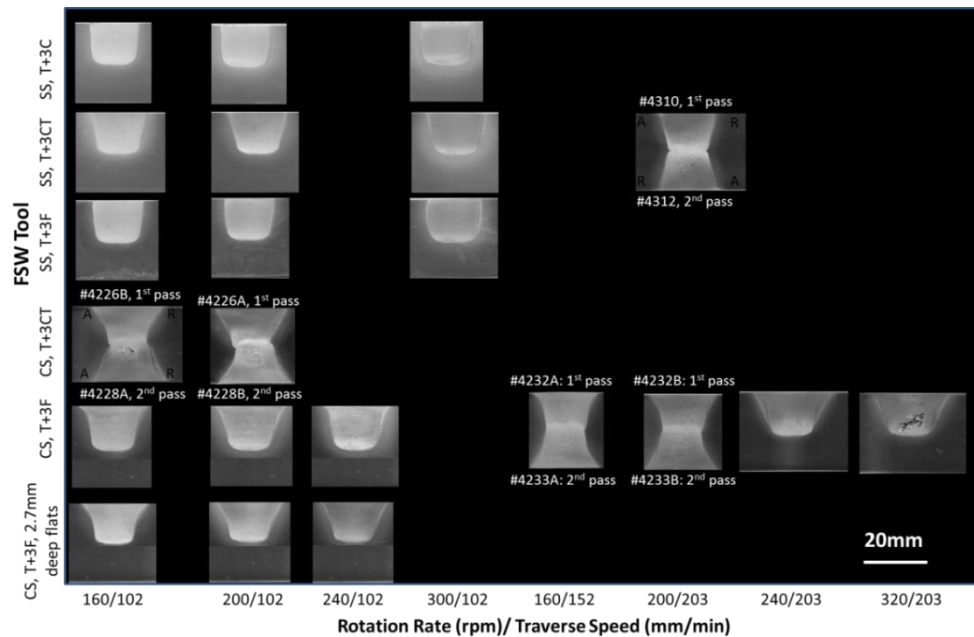 FSW Tool
SS, T+3C
SS, T+3CT
SS, T+3F
CS, T+3CT
CS, T+3F
CS, T+3F, 2.7mm
deep flats
#4310, 1st pass
A R
R A
#4312, 2nd pass
#4226B, 1st pass #4226A, 1st pass
A R
A R
#4228A, 2nd pass #4228B, 2nd pass
#4232A: 1st pass #4232B: 1st pass
#4233A: 2nd pass #4233B: 2nd pass
20mm
160/102 200/102 240/102 300/102 160/152 200/203 240/203 320/203
Rotation Rate (rpm)/ Traverse Speed (mm/min)